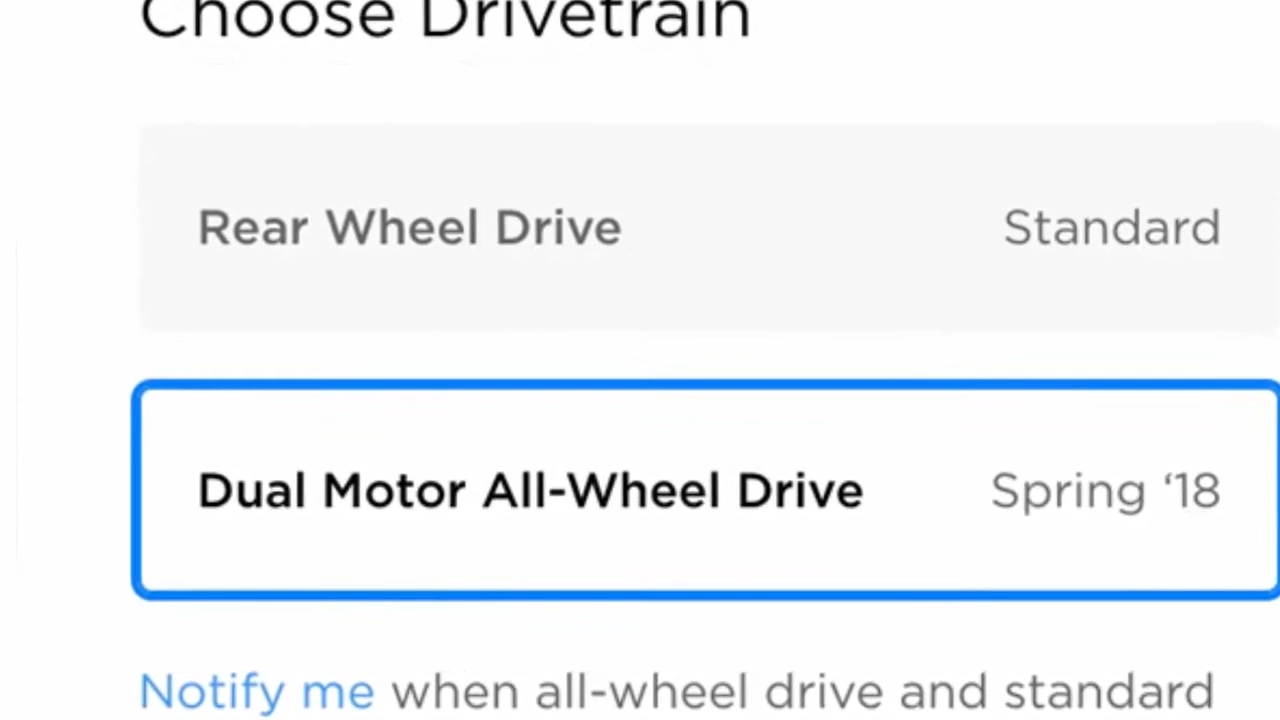 Choose Drivetrain
Rear Wheel Drive Standard
Dual Motor All-Wheel Drive Spring ‘18
Notify me when all-wheel drive and standard